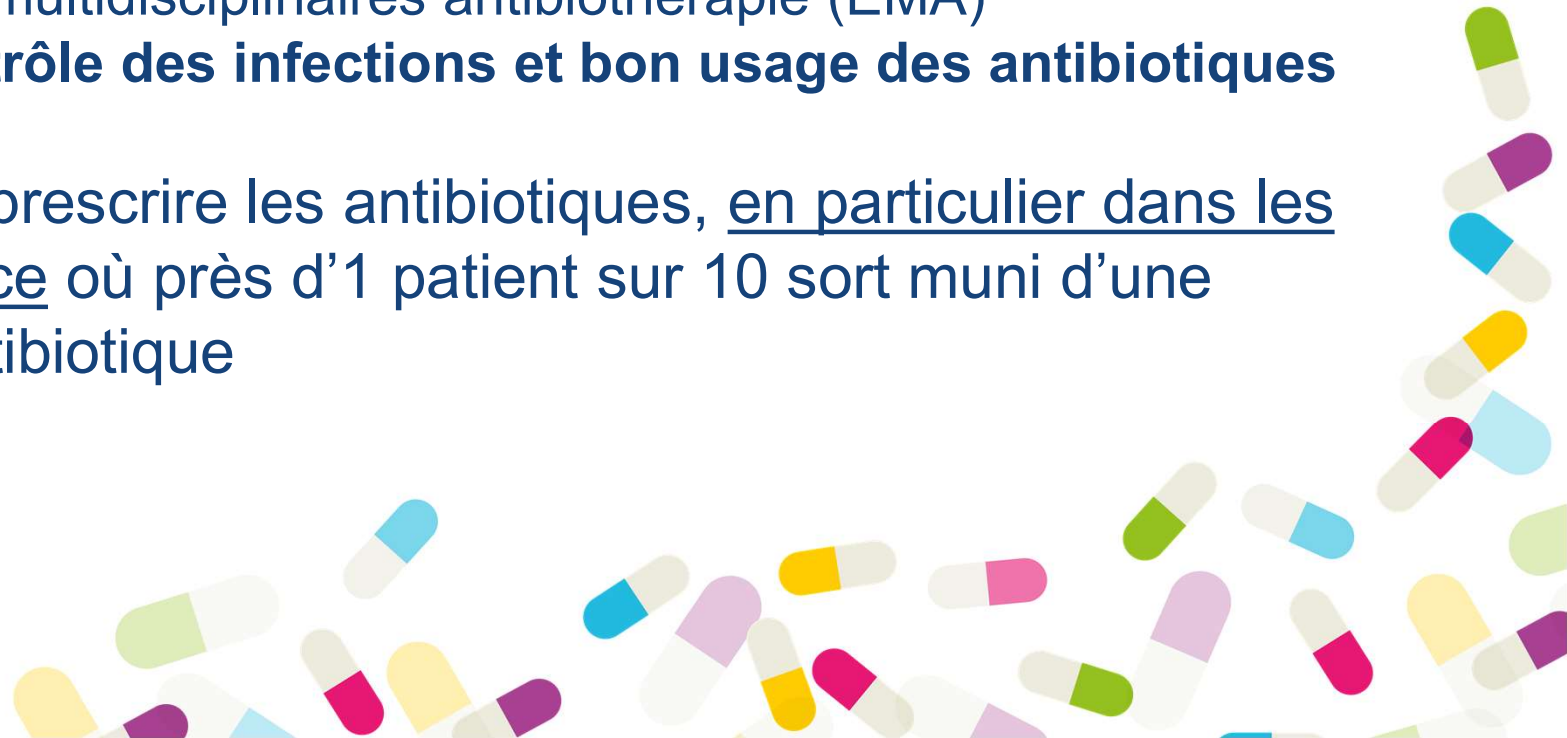 multidisciplinaires antibiothérapie (EMA)
trôle des infections et bon usage des antibiotiques
prescrire les antibiotiques, en particulier dans les
ce où près d’1 patient sur 10 sort muni d’une
tibiotique